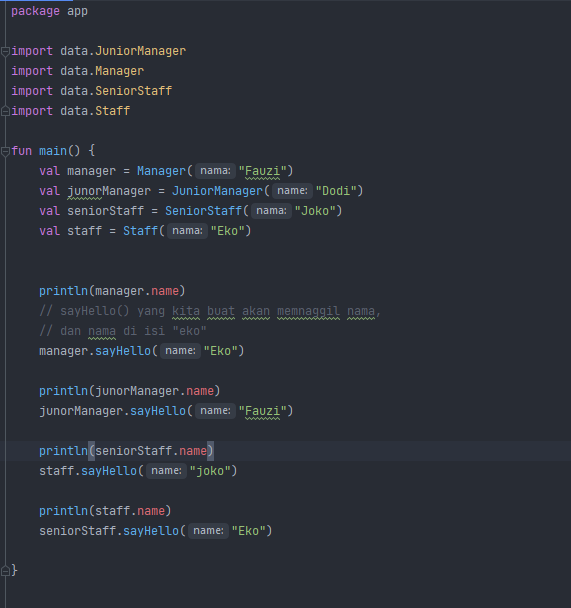 package app
import data.JuniorManager
import data.Manager
import data.SeniorStaff
import data.Staff
fun main() {
val manager = Manager( nama: "Fauzi")
val junorManager = JuniorManager( name: "Dodi")
val seniorStaff = SeniorStaff( nama: "Joko")
val staff = Staff( nama: "Eko")
println(manager.name)
// sayHello() yang kita buat akan memnaggil nama,
// dan nama di isi "eko"
manager.sayHello( name: "Eko")
println(junorManager.name)
junorManager.sayHello( name: "Fauzi")
println(seniorStaff.name)
staff.sayHello( name: "joko")
println(staff.name)
seniorStaff.sayHello( name: "Eko")
}